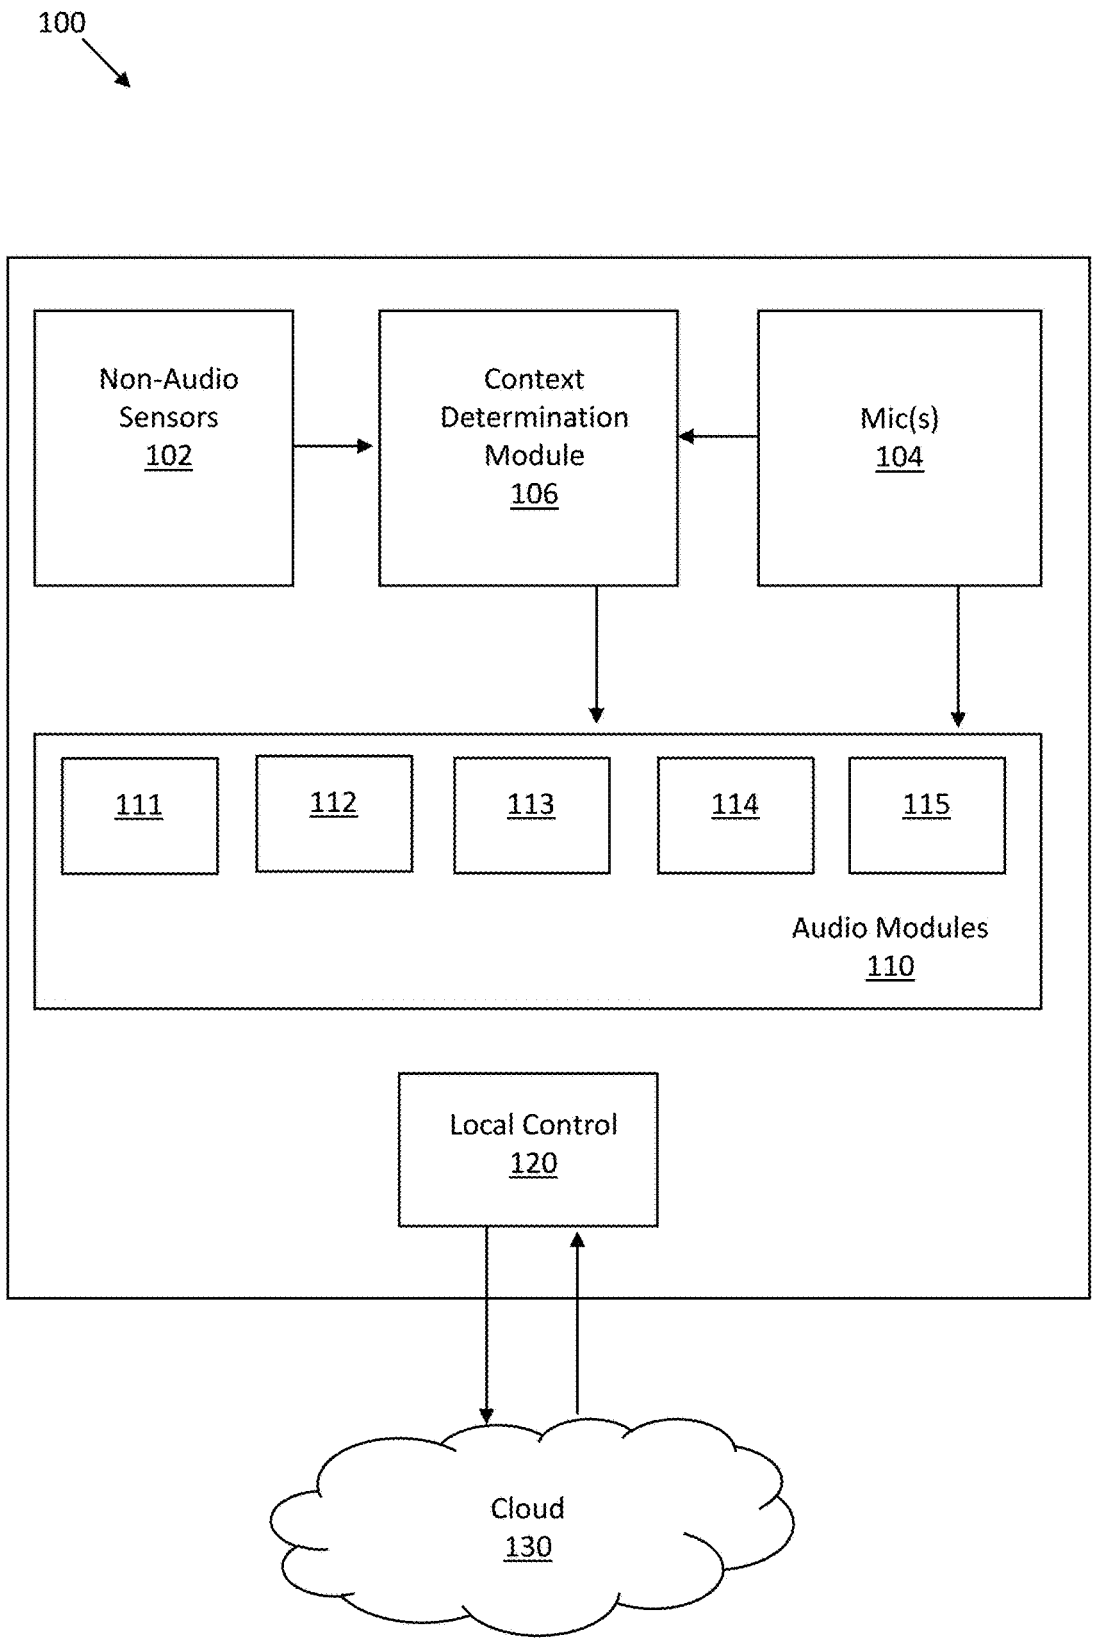 100
Non-Audio
Sensors
102
Context
Determination
Module
106
Mic(s)
104
111
112
113
114
115
Audio Modules
110
Local Control
120
Cloud
130